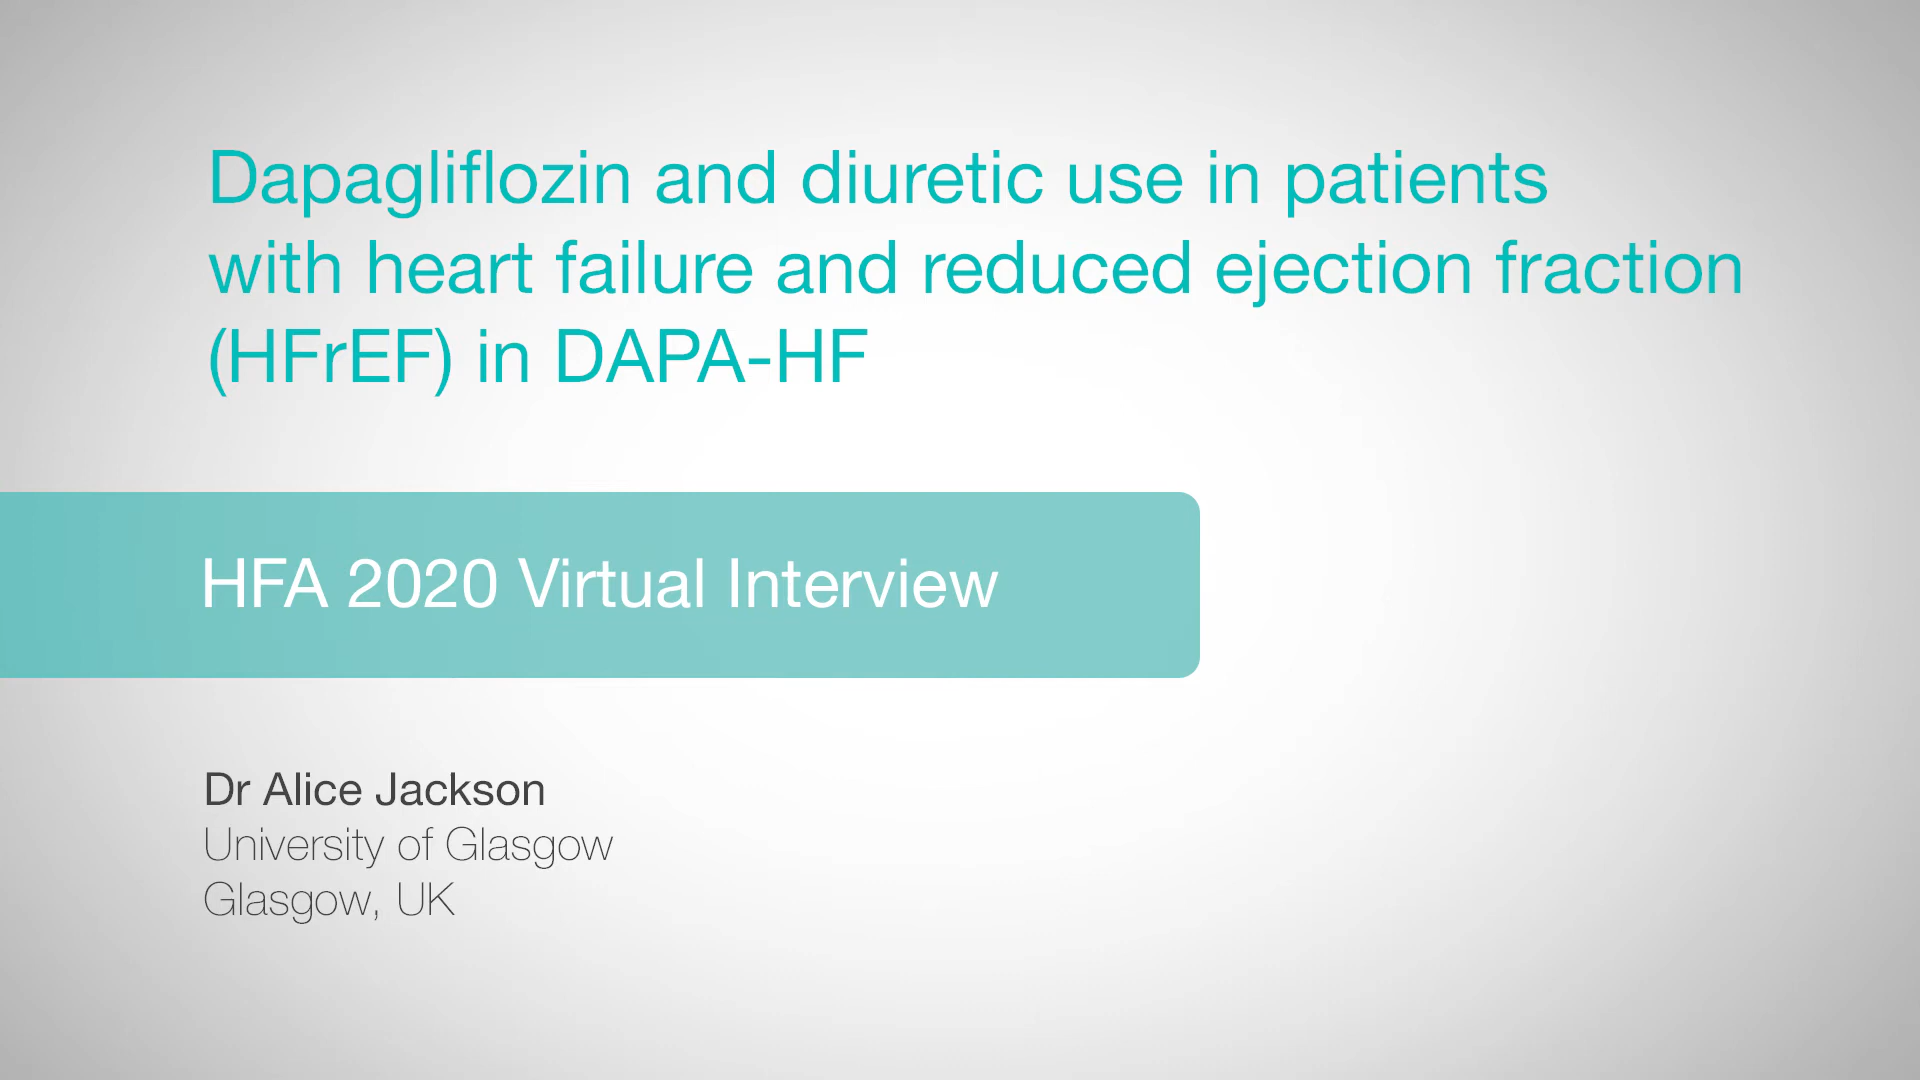 Dapagliflozin and diuretic use in patients
with heart failure and reduced ejection fraction
(HFrEF) in DAPA-HF
HFA 2020 Virtual Interview
Dr Alice Jackson
University of Glasgow
Glasgow, UK